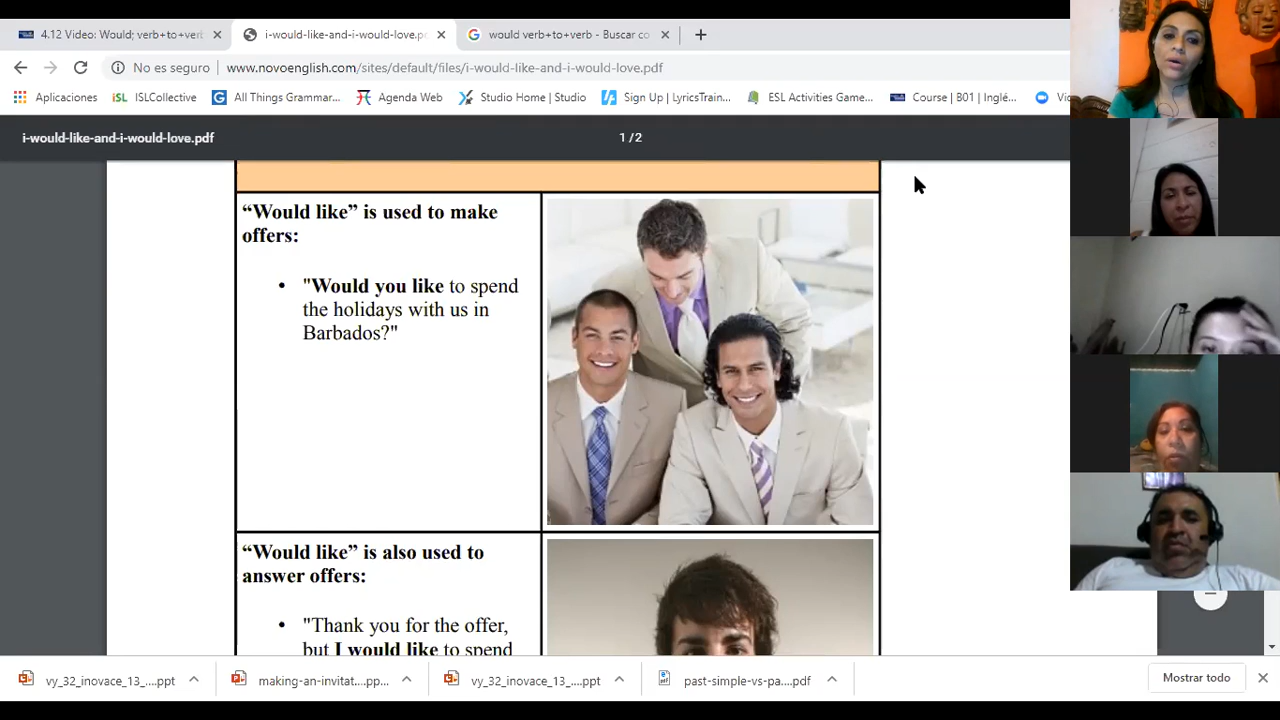 4.12 Video: Would; verb+to+verb
i-would-like-and-i-would-love.p
would verb+to+verb - Buscar co
No es seguro
www.novoenglish.com/sites/default/files/i-would-like-and-i-would-love.pdf
Aplicaciones
iSL ISLCollective
All Things Grammar...
Agenda Web
Studio Home | Studio
Sign Up | LyricsTrain...
ESL Activities Game...
Course | B01 | Inglé...
i-would-like-and-i-would-love.pdf
1 / 2
“Would like” is used to make
offers:
• "Would you like to spend
the holidays with us in
Barbados?"
“Would like” is also used to
answer offers:
• "Thank you for the offer,
but I would like to spend
vy_32_inovace_13_....ppt
making-an-invitat....pp...
vy_32_inovace_13_....ppt
past-simple-vs-pa....pdf
Mostrar todo